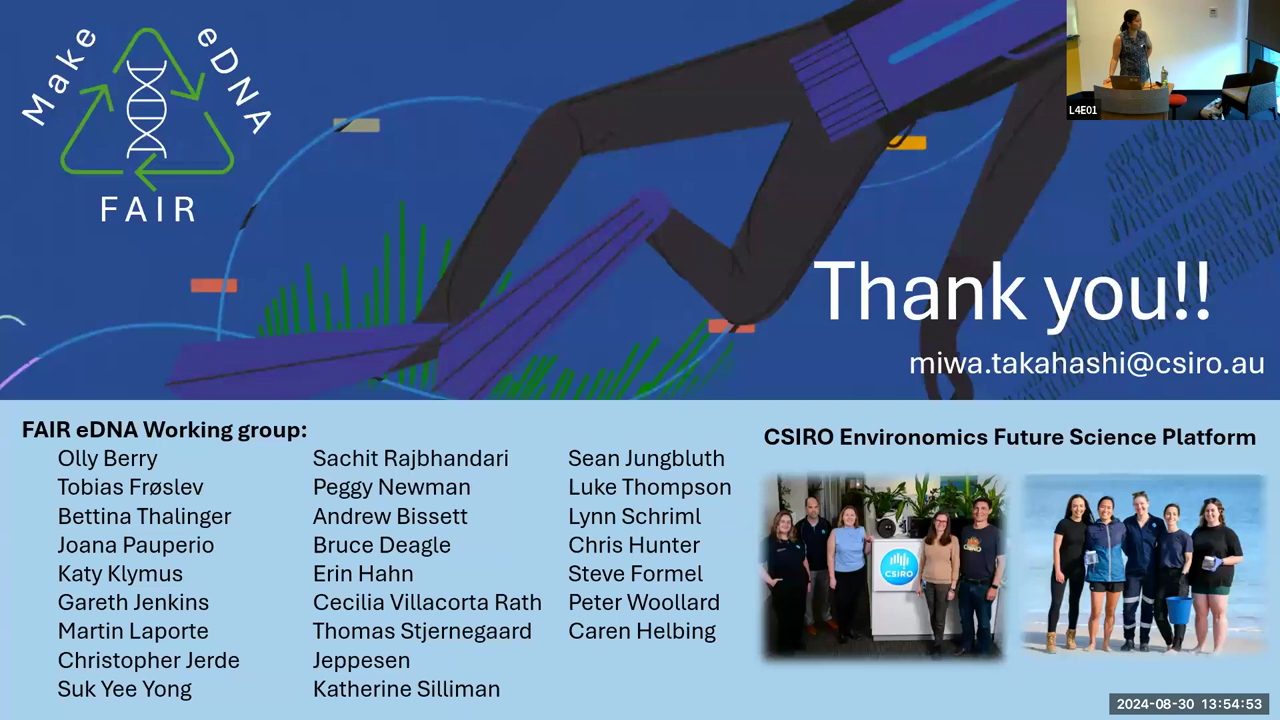 Make eDNA
FAIR
L4E01
Thank you!!
miwa.takahashi@csiro.au
FAIR eDNA Working group:
Olly Berry
Tobias Frøslev
Bettina Thalinger
Joana Pauperio
Katy Klymus
Gareth Jenkins
Martin Laporte
Christopher Jerde
Suk Yee Yong
Sachit Rajbhandari
Peggy Newman
Andrew Bissett
Bruce Deagle
Erin Hahn
Cecilia Villacorta Rath
Thomas Stjernegaard
Jeppesen
Katherine Silliman
Sean Jungbluth
Luke Thompson
Lynn Schriml
Chris Hunter
Steve Formel
Peter Woollard
Caren Helbing
CSIRO Environomics Future Science Platform
CSIRO
2024-08-30 13:54:53